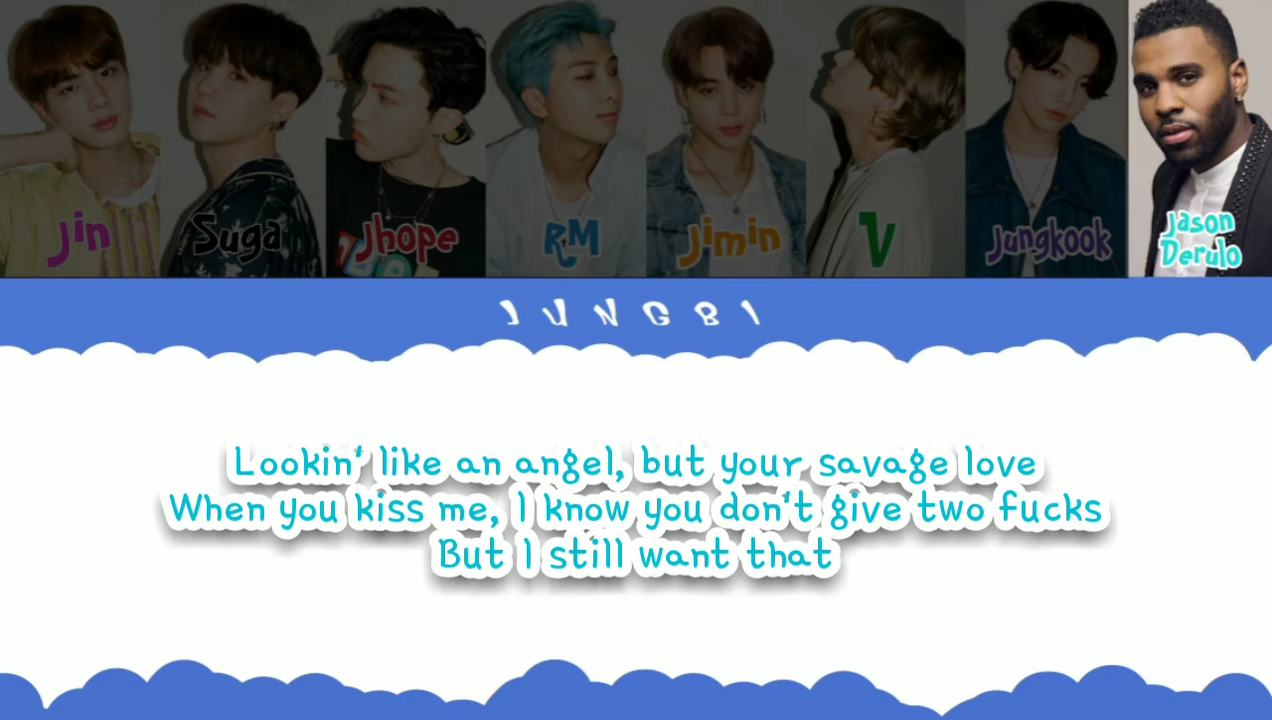 Jin
Suga
Jhope
RM
Jimin
V
Jungkook
Jason
Derulo
JUNGBI
Lookin' like an angel, but your savage love
When you kiss me, I know you don't give two fucks
But I still want that